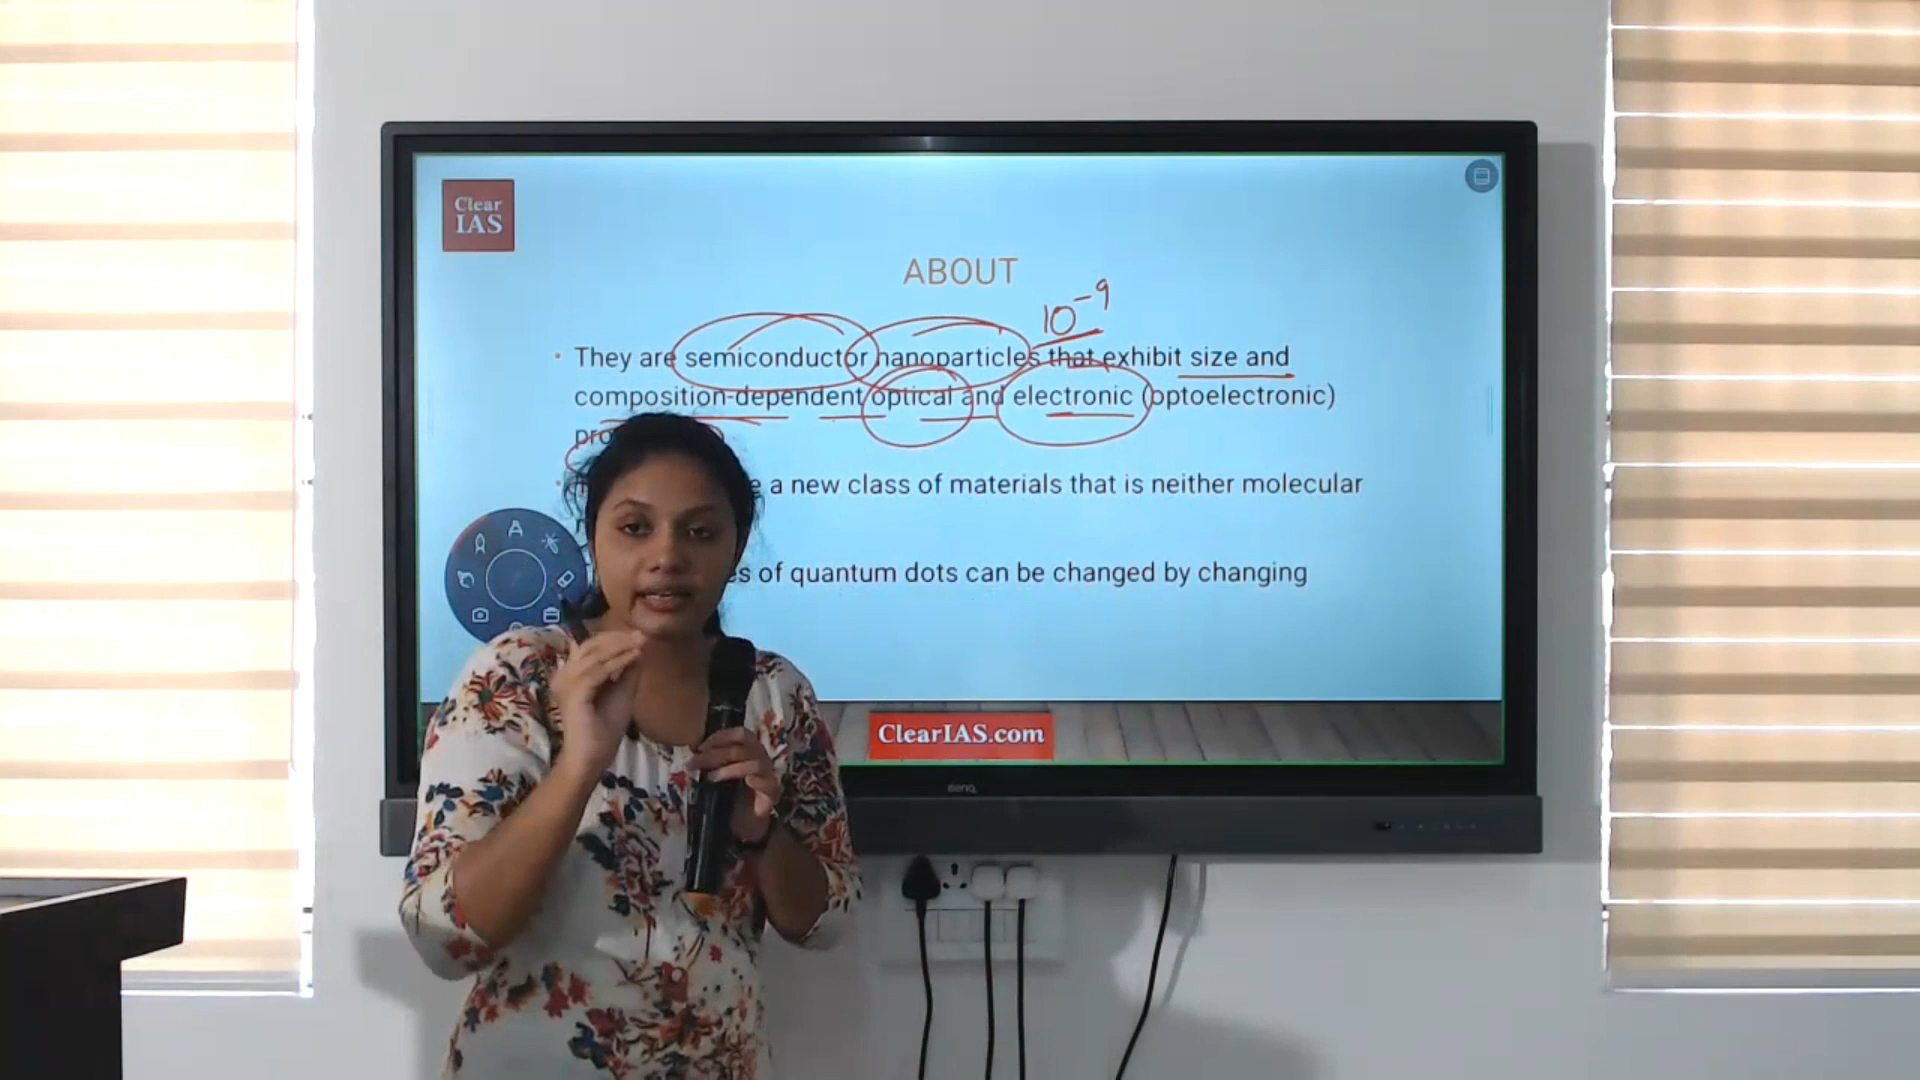 Clear
IAS
ABOUT
10⁻⁹
• They are semiconductor nanoparticles that exhibit size and
composition-dependent optical and electronic (optoelectronic)
a new class of materials that is neither molecular
of quantum dots can be changed by changing
ClearIAS.com
BenQ